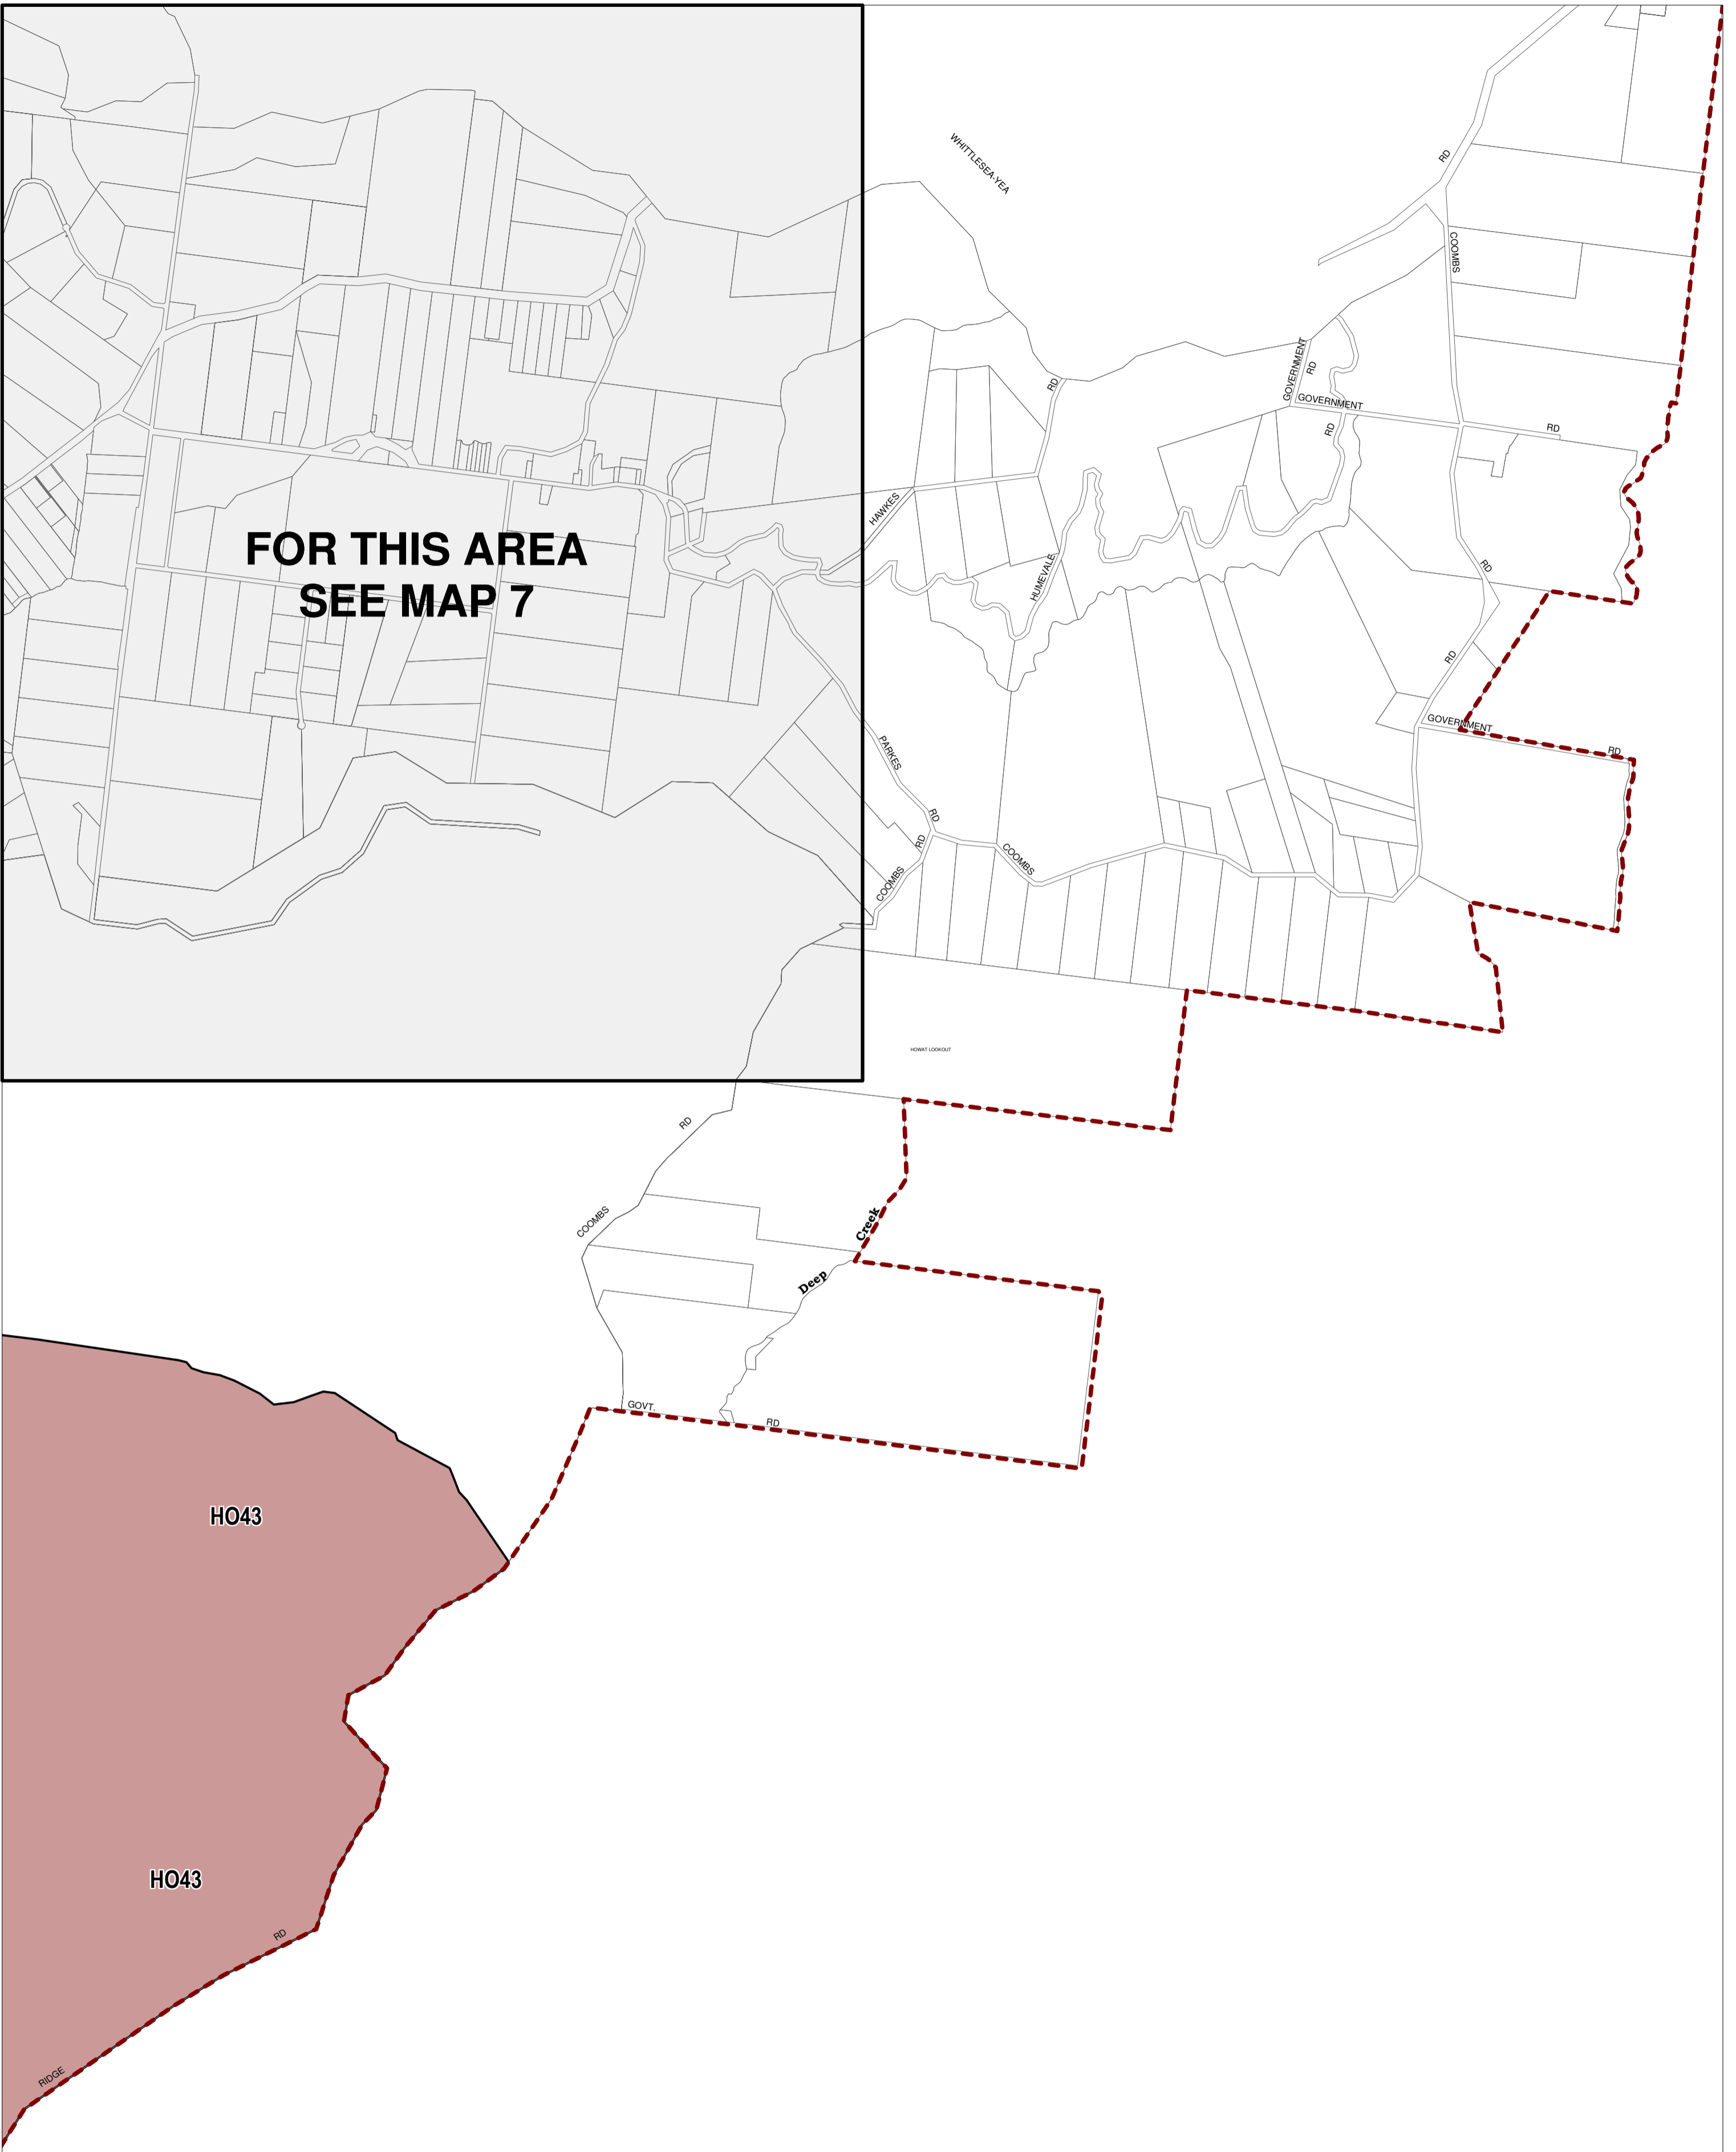 WHITTLESEA-YEA
RD
COOMBS
GOVERNMENT
RD
RD
GOVERNMENT
RD
RD
HAWKES
RD
HUMEVALE
FOR THIS AREA
SEE MAP 7
RD
GOVERNMENT
RD
PARKES
RD
RD
COOMBS
COOMBS
HOWAT LOOKOUT
RD
COOMBS
Creek
Deep
GOVT.
RD
HO43
HO43
RD
RIDGE